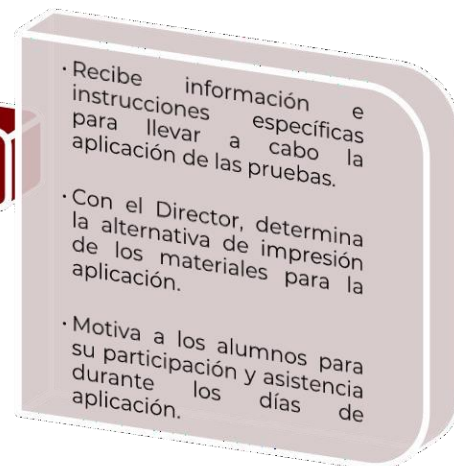 · Recibe información e
instrucciones específicas
para llevar a cabo la
aplicación de las pruebas.
· Con el Director, determina
la alternativa de impresión
de los materiales para la
aplicación.
· Motiva a los alumnos para
su participación y asistencia
durante los días de
aplicación.